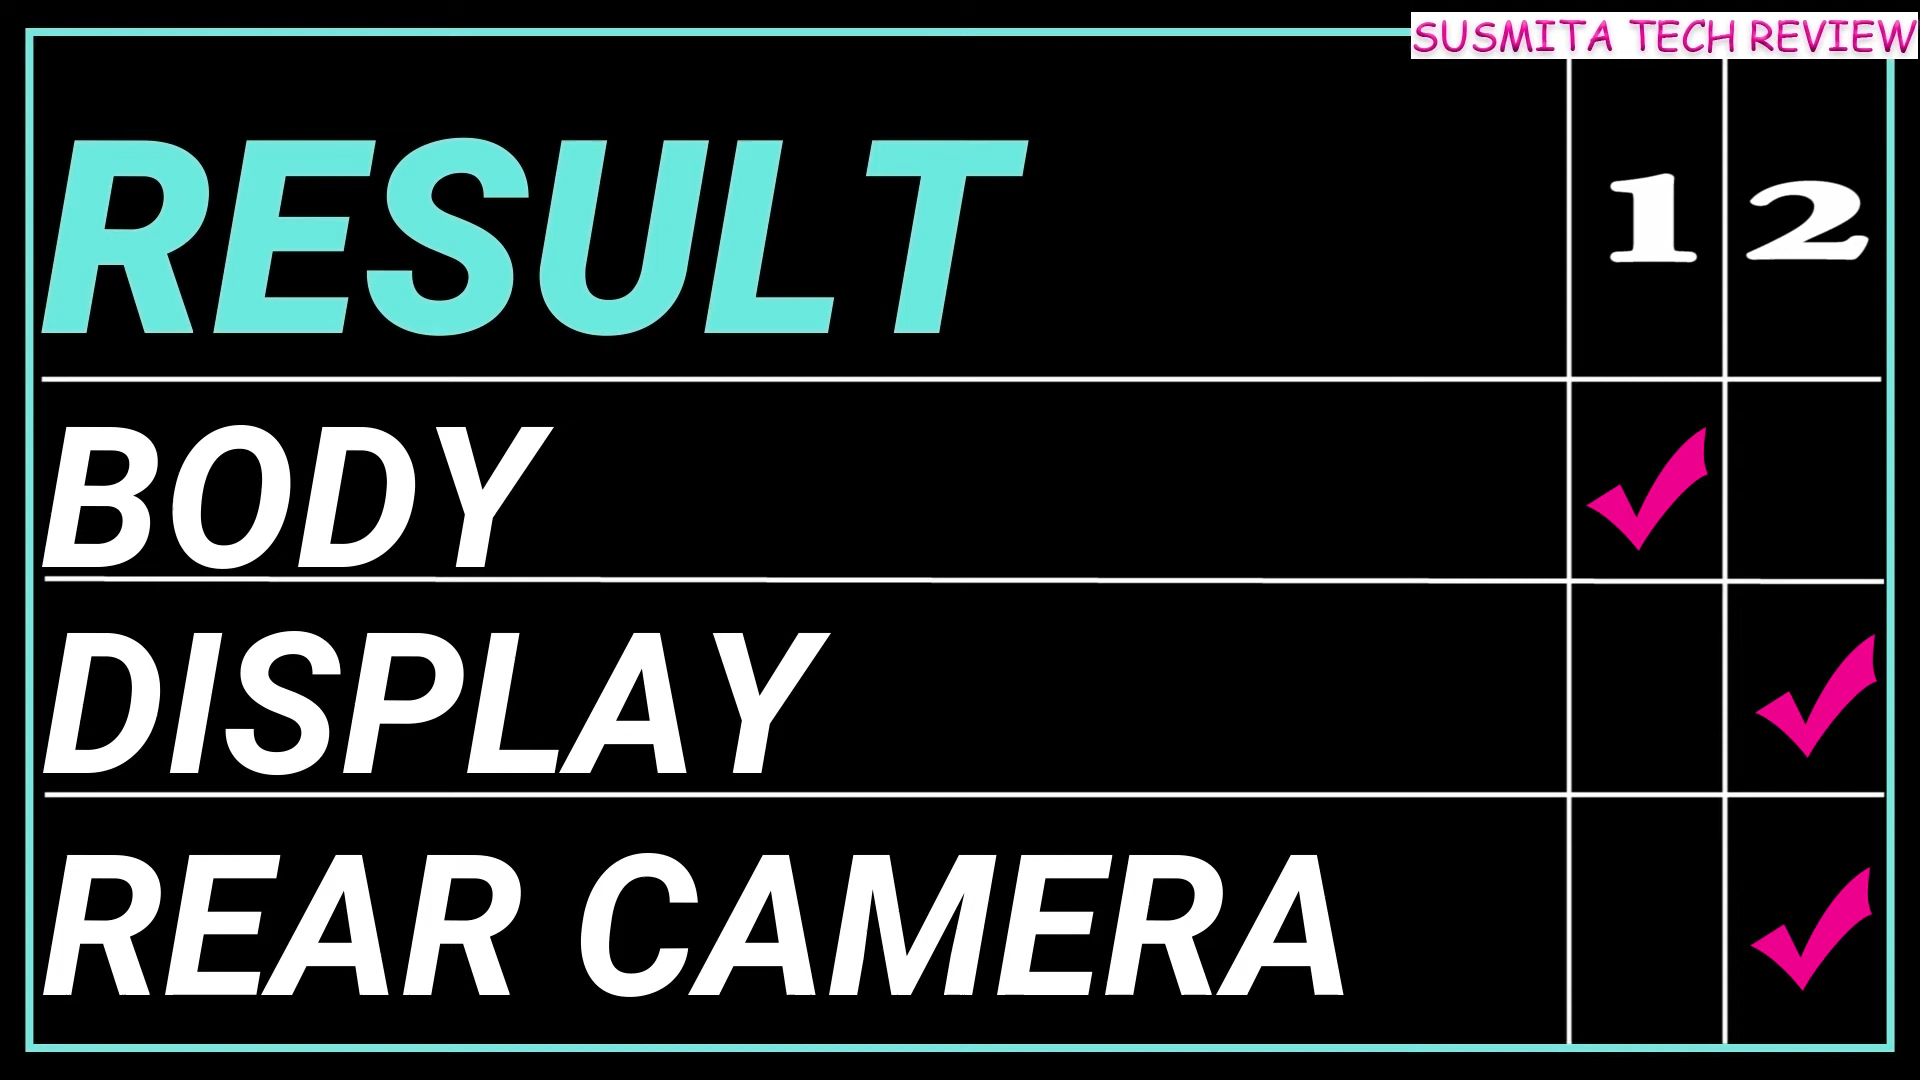 SUSMITA TECH REVIEW
RESULT 1 2
BODY
DISPLAY
REAR CAMERA